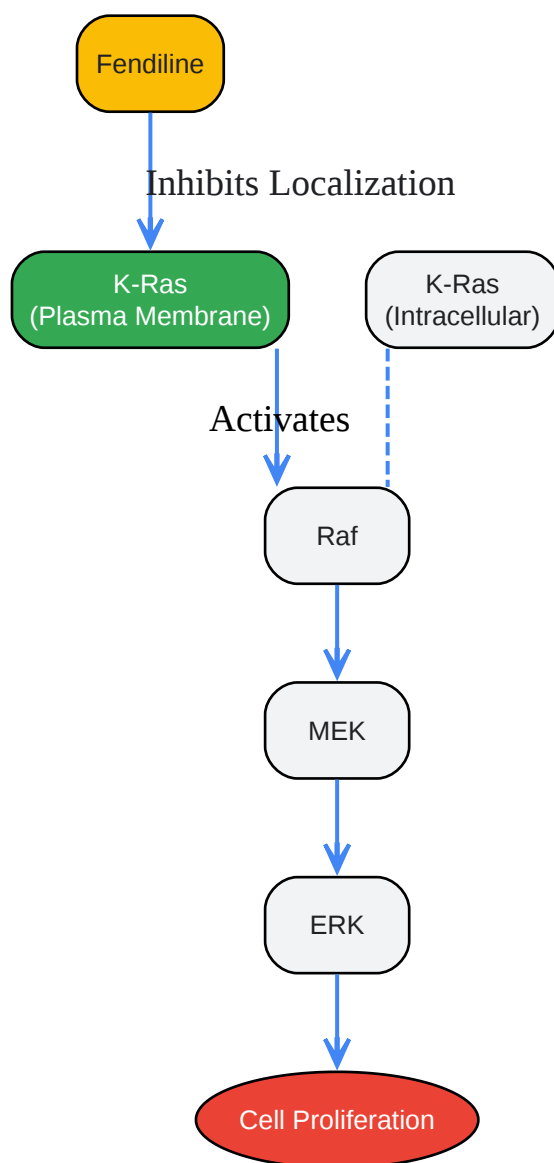 Fendiline
Inhibits Localization
K-Ras
(Plasma Membrane)
K-Ras
(Intracellular)
Activates
Raf
MEK
ERK
Cell Proliferation